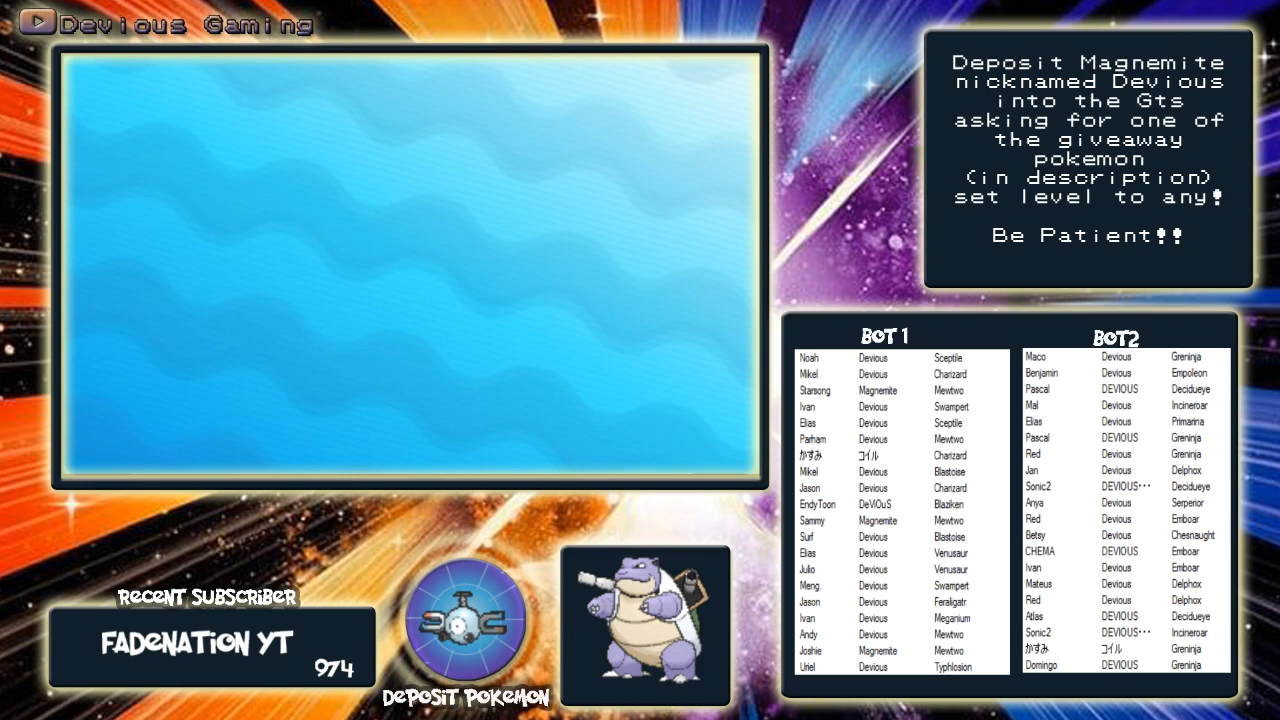 Devious Gaming
Deposit Magnemite
nicknamed Devious
into the Gts
asking for one of
the giveaway
pokemon
(in description)
set level to any!
Be Patient!!
BOT 1
Noah Devious Sceptile
Mikel Devious Charizard
Starsong Magnemite Mewtwo
Ivan Devious Swampert
Elias Devious Sceptile
Parham Devious Mewtwo
かすみ コイル Charizard
Mikel Devious Blastoise
Jason Devious Charizard
EndyToon DeVIOuS Blaziken
Sammy Magnemite Mewtwo
Surf Devious Blastoise
Elias Devious Venusaur
Julio Devious Venusaur
Meng. Devious Swampert
Jason Devious Feraligatr
Ivan Devious Meganium
Andy Devious Mewtwo
Joshie Magnemite Mewtwo
Uriel Devious Typhlosion
BOT2
Maco Devious Greninja
Benjamin Devious Empoleon
Pascal DEVIOUS Decidueye
Mal Devious Incineroar
Elias Devious Primarina
Pascal DEVIOUS Greninja
Red Devious Greninja
Jan Devious Delphox
Sonic2 DEVIOUS･･･ Decidueye
Anya Devious Serperior
Red Devious Emboar
Betsy Devious Chesnaught
CHEMA DEVIOUS Emboar
Ivan Devious Emboar
Mateus Devious Delphox
Red Devious Delphox
Atlas DEVIOUS Decidueye
Sonic2 DEVIOUS･･･ Incineroar
かすみ コイル Greninja
Domingo DEVIOUS Greninja
RECENT SUBSCRIBER
FADENATION YT
974
DEPOSIT POKEMON